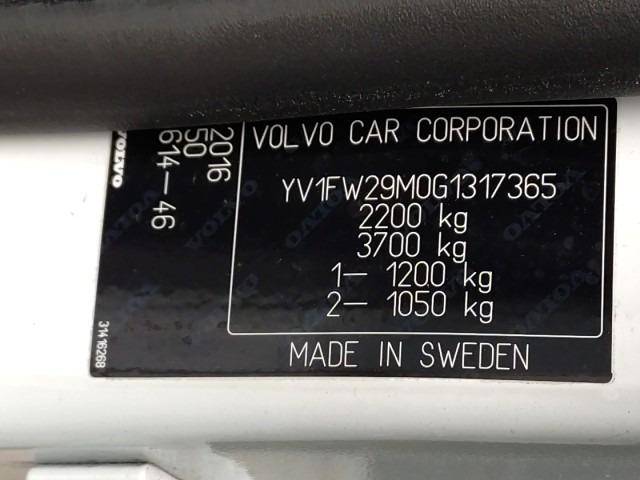 VOLVO CAR CORPORATION
YV1FW29M0G1317365
2200 kg
3700 kg
1– 1200 kg
2– 1050 kg
MADE IN SWEDEN
2016
50
614–46
VOLVO
31416268